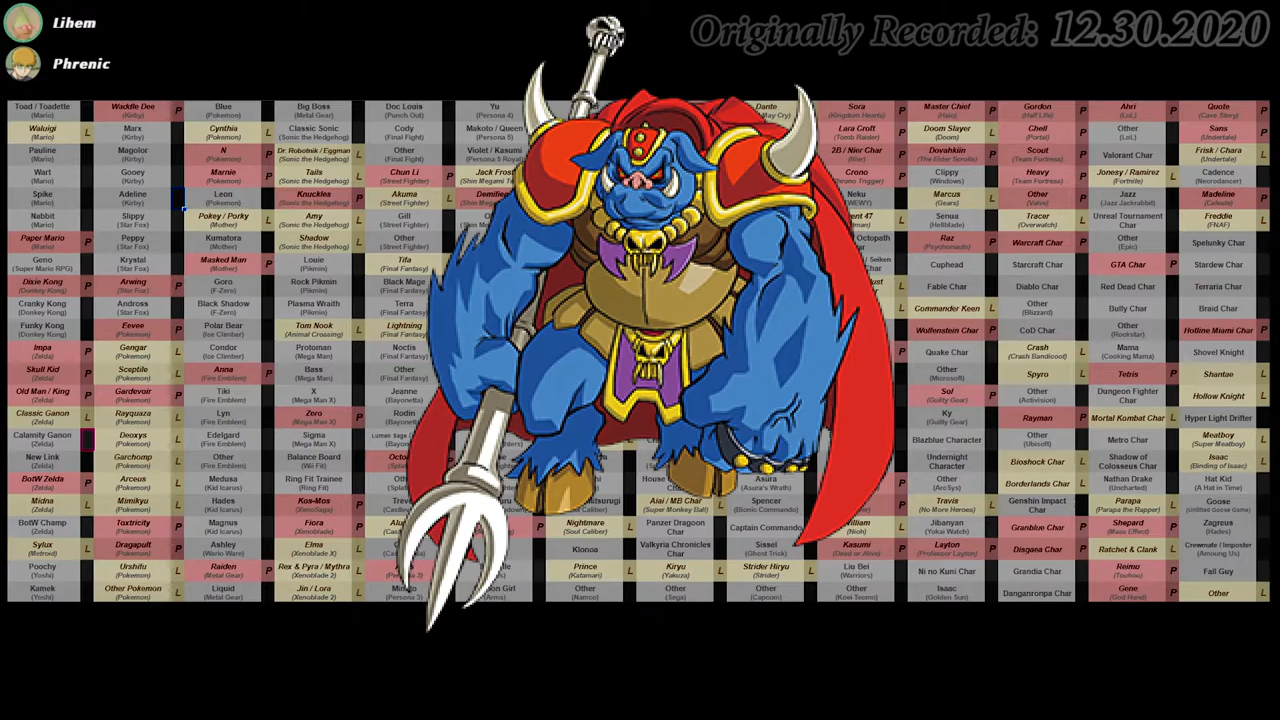 Lihem
Phrenic
Originally Recorded: 12.30.2020
Toad / Toadette
(Mario)
Waluigi L
(Mario)
Pauline
(Mario)
Wart
(Mario)
Spike
(Mario)
Nabbit
(Mario)
Paper Mario P
(Mario)
Geno
(Super Mario RPG)
Dixie Kong P
(Donkey Kong)
Cranky Kong
(Donkey Kong)
Funky Kong
(Donkey Kong)
Impa P
(Zelda)
Skull Kid P
(Zelda)
Old Man / King P
(Zelda)
Classic Ganon L
(Zelda)
Calamity Ganon
(Zelda)
New Link
(Zelda)
BotW Zelda P
(Zelda)
Midna L
(Zelda)
BotW Champ
(Zelda)
Sylux L
(Metroid)
Poochy
(Yoshi)
Kamek
(Yoshi)
Waddle Dee P
(Kirby)
Marx
(Kirby)
Magolor
(Kirby)
Gooey
(Kirby)
Adeline
(Kirby)
Slippy
(Star Fox)
Peppy
(Star Fox)
Krystal
(Star Fox)
Arwing P
(Star Fox)
Andross
(Star Fox)
Eevee P
(Pokemon)
Gengar L
(Pokemon)
Sceptile L
(Pokemon)
Gardevoir P
(Pokemon)
Rayquaza L
(Pokemon)
Deoxys L
(Pokemon)
Garchomp L
(Pokemon)
Arceus P
(Pokemon)
Mimikyu L
(Pokemon)
Toxtricity P
(Pokemon)
Dragapult P
(Pokemon)
Urshifu L
(Pokemon)
Other Pokemon L
(Pokemon)
Blue
(Pokemon)
Cynthia L
(Pokemon)
N P
(Pokemon)
Marnie P
(Pokemon)
Leon
(Pokemon)
Pokey / Porky L
(Mother)
Kumatora
(Mother)
Masked Man P
(Mother)
Goro
(F-Zero)
Black Shadow
(F-Zero)
Polar Bear
(Ice Climber)
Condor
(Ice Climber)
Anna P
(Fire Emblem)
Tiki
(Fire Emblem)
Lyn
(Fire Emblem)
Edelgard
(Fire Emblem)
Other
(Fire Emblem)
Medusa
(Kid Icarus)
Hades
(Kid Icarus)
Magnus
(Kid Icarus)
Ashley
(Wario Ware)
Raiden P
(Metal Gear)
Liquid
(Metal Gear)
Big Boss
(Metal Gear)
Classic Sonic
(Sonic the Hedgehog)
Dr. Robotnik / Eggman L
(Sonic the Hedgehog)
Tails L
(Sonic the Hedgehog)
Knuckles P
(Sonic the Hedgehog)
Amy L
(Sonic the Hedgehog)
Shadow L
(Sonic the Hedgehog)
Louie
(Pikmin)
Rock Pikmin
(Pikmin)
Plasma Wraith
(Pikmin)
Tom Nook L
(Animal Crossing)
Protoman
(Mega Man)
Bass
(Mega Man)
X
(Mega Man X)
Zero P
(Mega Man X)
Sigma
(Mega Man X)
Balance Board
(Wii Fit)
Ring Fit Trainee
(Ring Fit)
Kos-Mos P
(XenoSaga)
Fiora P
(Xenoblade)
Elma L
(Xenoblade X)
Rex & Pyra / Mythra L
(Xenoblade 2)
Jin / Lora L
(Xenoblade 2)
Doc Louis
(Punch Out)
Cody
(Final Fight)
Other
(Final Fight)
Chun Li P
(Street Fighter)
Akuma L
(Street Fighter)
Gill
(Street Fighter)
Other
(Street Fighter)
Tifa
(Final Fantasy)
Black Mage
(Final Fantasy)
Terra
(Final Fantasy)
Lightning
(Final Fantasy)
Noctis
(Final Fantasy)
Other
(Final Fantasy)
Jeanne
(Bayonetta)
Rodin
Yu
(Persona 4)
Makoto / Queen
(Persona 5)
Violet / Kasumi
(Persona 5 Royal)
Jack Frost
Nightmare L
(Soul Calibur)
Klonoa
Prince L
(Katamari)
Other
(Namco)
Aiai / MB Char L
(Super Monkey Ball)
Panzer Dragoon
Char
Valkyria Chronicles
Char
Kiryu L
(Yakuza)
Other
(Sega)
Dante
Asura
(Asura's Wrath)
Spencer
(Bionic Commando)
Captain Commando
Sissel
(Ghost Trick)
Strider Hiryu L
(Strider)
Other
(Capcom)
Sora P
(Kingdom Hearts)
Lara Croft
(Tomb Raider)
2B / Nier Char P
(Nier)
Crono P
(Chrono Trigger)
Neku
(TWEWY)
Kasumi P
(Dead or Alive)
Liu Bei
(Warriors)
Other
(Koei Tecmo)
Master Chief P
(Halo)
Doom Slayer L
(Doom)
Dovahkiin P
(The Elder Scrolls)
Clippy
(Windows)
Marcus L
(Gears)
Senua
(Hellblade)
Raz P
(Psychonauts)
Cuphead
Fable Char
Commander Keen L
Wolfenstein Char P
Quake Char
Other
(Microsoft)
Sol P
(Guilty Gear)
Ky
(Guilty Gear)
Blazblue Character
Undernight
Character
Other
(ArcSys)
Travis L
(No More Heroes)
Jibanyan
(Yokai Watch)
Layton P
(Professor Layton)
Ni no Kuni Char
Isaac
(Golden Sun)
Gordon P
(Half Life)
Chell P
(Portal)
Scout P
(Team Fortress)
Heavy P
(Team Fortress)
Other P
(Valve)
Tracer L
(Overwatch)
Warcraft Char P
Starcraft Char
Diablo Char
Other
(Blizzard)
CoD Char
Crash L
(Crash Bandicoot)
Spyro L
Other
(Activision)
Rayman P
Other
(Ubisoft)
Bioshock Char L
Borderlands Char L
Genshin Impact
Char
Granblue Char P
Disgaea Char P
Grandia Char
Danganronpa Char
Ahri P
(LoL)
Other
(LoL)
Valorant Char
Jonesy / Ramirez L
(Fortnite)
Jazz
(Jazz Jackrabbit)
Unreal Tournament
Char
Other
(Epic)
GTA Char P
Red Dead Char
Bully Char
Other
(Rockstar)
Mama
(Cooking Mama)
Tetris P
Dungeon Fighter
Char
Mortal Kombat Char L
Metro Char
Shadow of
Colossus Char
Nathan Drake
(Uncharted)
Parapa L
(Parapa the Rapper)
Shepard P
(Mass Effect)
Ratchet & Clank L
Reimu P
(Touhou)
Gene P
(God Hand)
Quote P
(Cave Story)
Sans L
(Undertale)
Frisk / Chara L
(Undertale)
Cadence
(Necrodancer)
Madeline P
(Celeste)
Freddie L
(FNAF)
Spelunky Char
Stardew Char
Terraria Char
Braid Char
Hotline Miami Char P
Shovel Knight
Shantae L
Hollow Knight L
Hyper Light Drifter
Meatboy L
(Super Meatboy)
Isaac L
(Binding of Isaac)
Hat Kid
(A Hat in Time)
Goose
(Untitled Goose Game)
Zagreus
(Hades)
Crewmate / Imposter
(Among Us)
Fall Guy
Other L